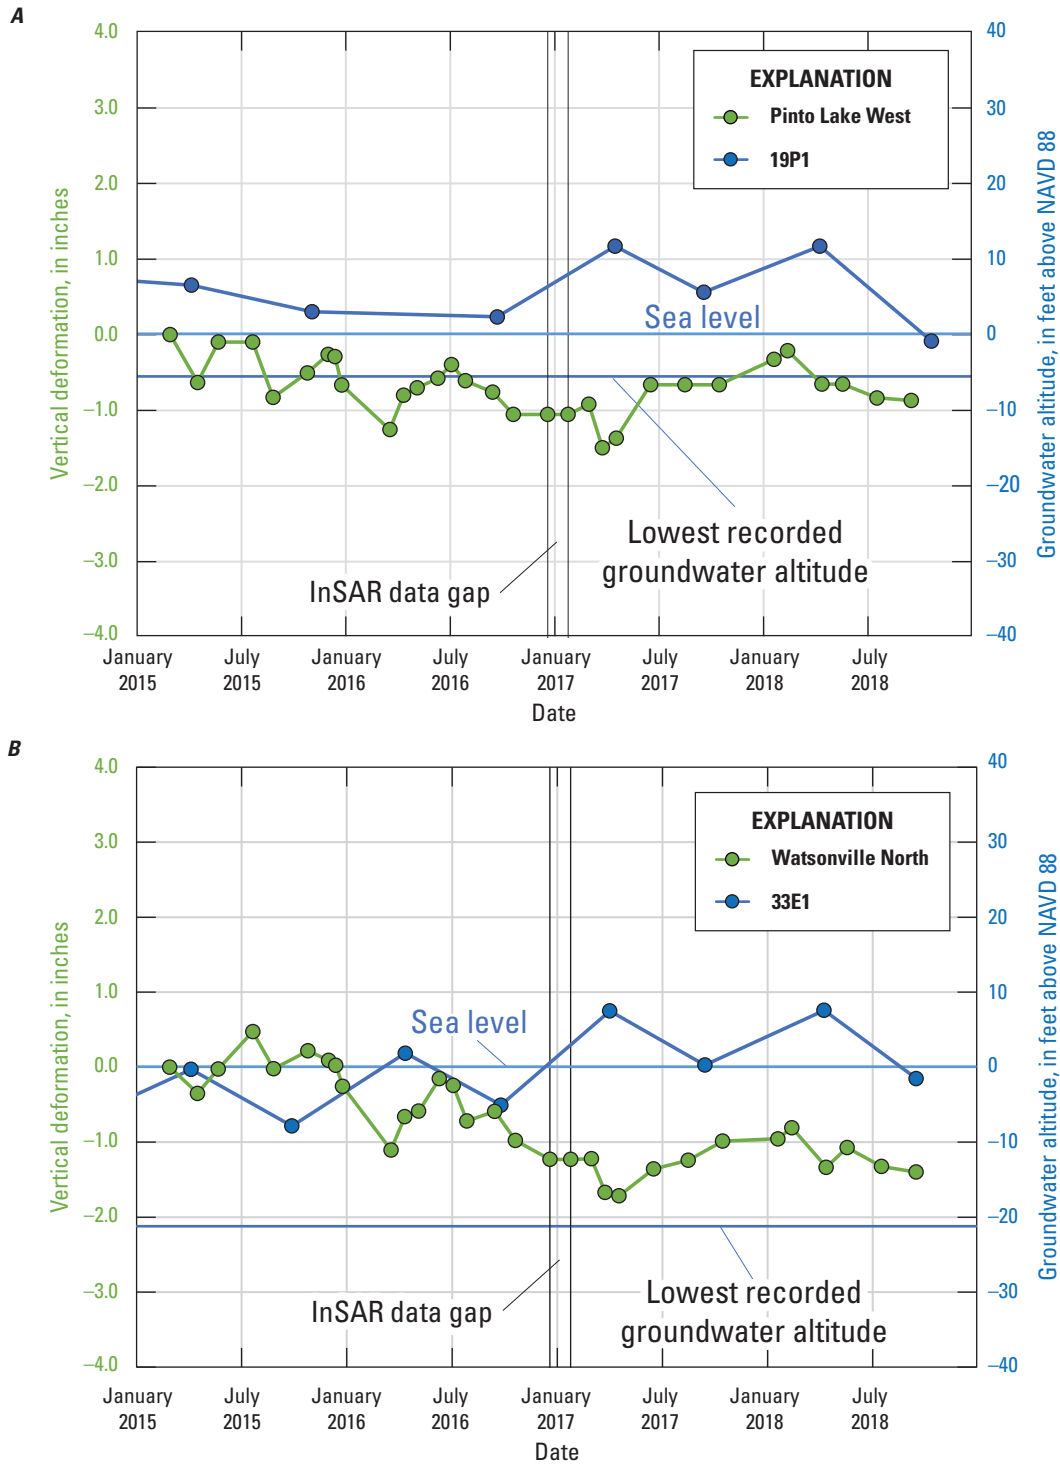 A
4.0
3.0
2.0
1.0
0.0
–1.0
–2.0
–3.0
–4.0
Vertical deformation, in inches
40
30
20
10
0
–10
–20
–30
–40
Groundwater altitude, in feet above NAVD 88
EXPLANATION
Pinto Lake West
19P1
Sea level
Lowest recorded
groundwater altitude
InSAR data gap
January
2015
July
2015
January
2016
July
2016
January
2017
July
2017
January
2018
July
2018
Date
B
4.0
3.0
2.0
1.0
0.0
–1.0
–2.0
–3.0
–4.0
Vertical deformation, in inches
40
30
20
10
0
–10
–20
–30
–40
Groundwater altitude, in feet above NAVD 88
EXPLANATION
Watsonville North
33E1
Sea level
InSAR data gap
Lowest recorded
groundwater altitude
January
2015
July
2015
January
2016
July
2016
January
2017
July
2017
January
2018
July
2018
Date